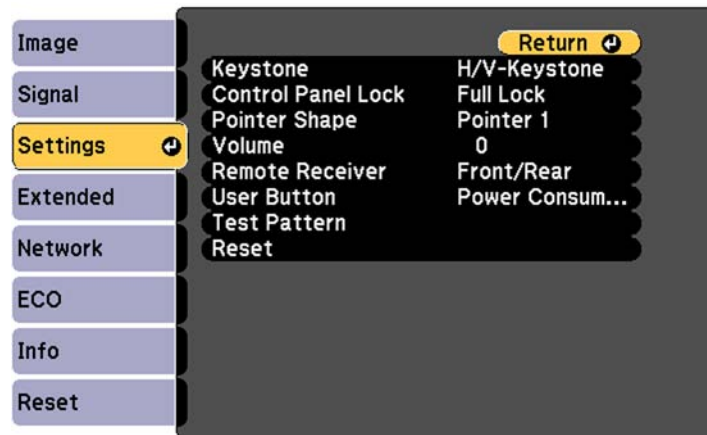 Image
Signal
Settings
Extended
Network
ECO
Info
Reset
Return
Keystone H/V-Keystone
Control Panel Lock Full Lock
Pointer Shape Pointer 1
Volume 0
Remote Receiver Front/Rear
User Button Power Consum...
Test Pattern
Reset